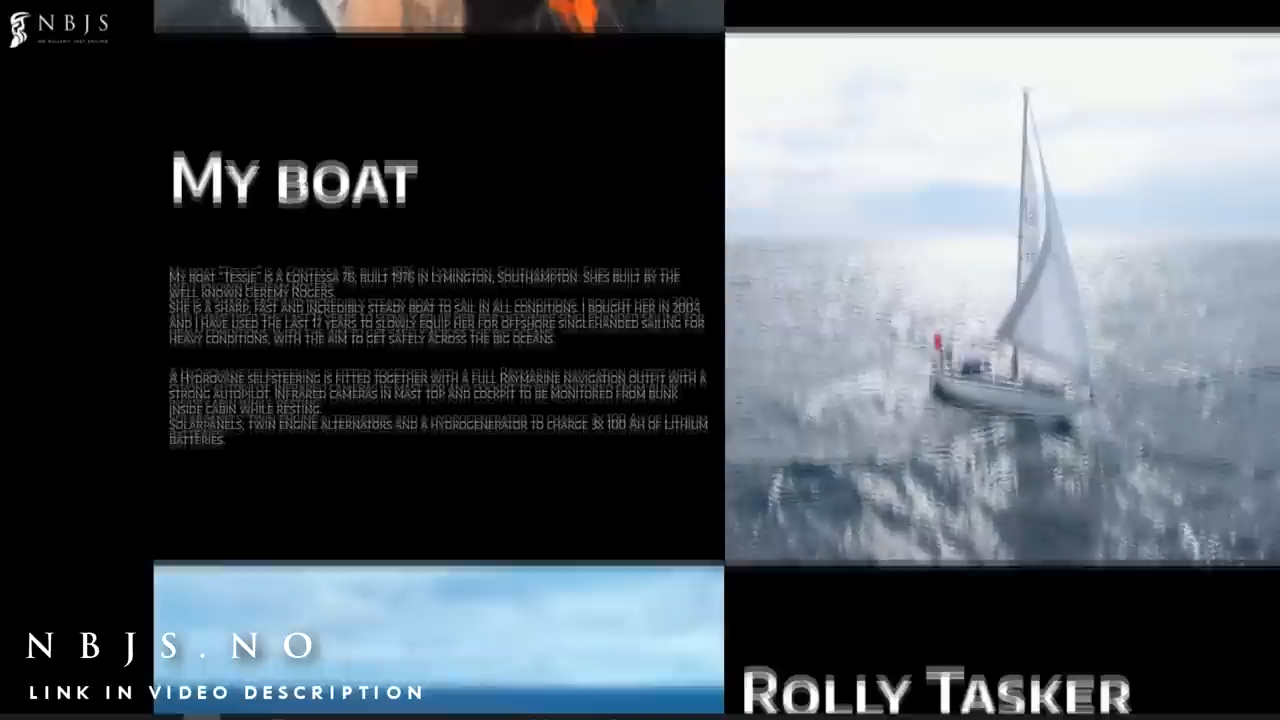 NBJS
NO BULLSHIT JUST SAILING
MY BOAT
MY BOAT "TESSIE" IS A CONTESSA 76, BUILT 1976 IN LYMINGTON, SOUTHAMPTON. SHES BUILT BY THE
WELL KNOWN GEREMY ROGERS.
SHE IS A SHARP, FAST AND INCREDIBLY STEADY BOAT TO SAIL IN ALL CONDITIONS. I BOUGHT HER IN 2004
AND I HAVE USED THE LAST 17 YEARS TO SLOWLY EQUIP HER FOR OFFSHORE SINGLEHANDED SAILING FOR
HEAVY CONDITIONS, WITH THE AIM TO GET SAFELY ACROSS THE BIG OCEANS.
A HYDROVANE SELFSTEERING IS FITTED TOGETHER WITH A FULL RAYMARINE NAVIGATION OUTFIT WITH A
STRONG AUTOPILOT. INFRARED CAMERAS IN MAST TOP AND COCKPIT TO BE MONITORED FROM BUNK
INSIDE CABIN WHILE RESTING.
SOLARPANELS, TWIN ENGINE ALTERNATORS AND A HYDROGENERATOR TO CHARGE 3X 100 AH OF LITHIUM
BATTERIES.
ROLLY TASKER
NBJS.NO
LINK IN VIDEO DESCRIPTION